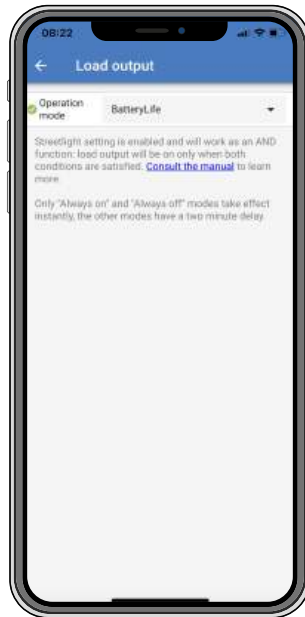 08:22
Load output
Operation
mode
BatteryLife
Streetlight setting is enabled and will work as an AND
function: load output will be on only when both
conditions are satisfied. Consult the manual to learn
more.
Only "Always on" and "Always off" modes take effect
instantly, the other modes have a two minute delay.